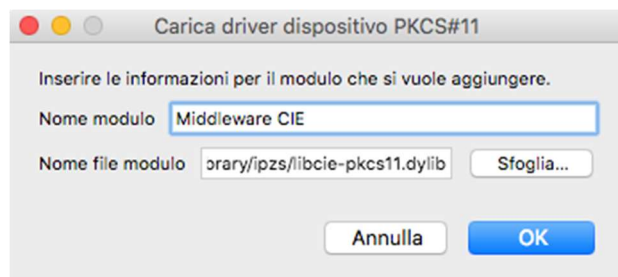 Carica driver dispositivo PKCS#11
Inserire le informazioni per il modulo che si vuole aggiungere.
Nome modulo Middleware CIE
Nome file modulo rary/ipzs/libcie-pkcs11.dylib Sfoglia...
Annulla OK